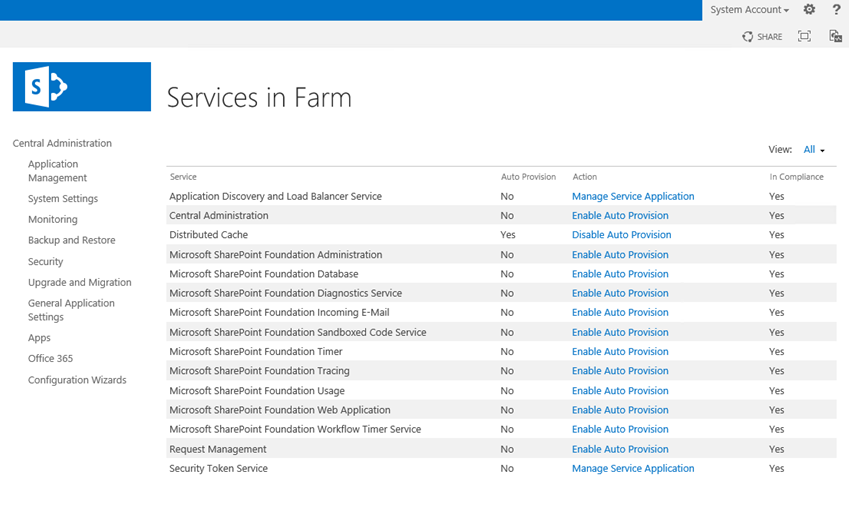 System Account ?
SHARE
S
Services in Farm
Central Administration
Application
Management
System Settings
Monitoring
Backup and Restore
Security
Upgrade and Migration
General Application
Settings
Apps
Office 365
Configuration Wizards
View: All
Service Auto Provision Action In Compliance
Application Discovery and Load Balancer Service No Manage Service Application Yes
Central Administration No Enable Auto Provision Yes
Distributed Cache Yes Disable Auto Provision Yes
Microsoft SharePoint Foundation Administration No Enable Auto Provision Yes
Microsoft SharePoint Foundation Database No Enable Auto Provision Yes
Microsoft SharePoint Foundation Diagnostics Service No Enable Auto Provision Yes
Microsoft SharePoint Foundation Incoming E-Mail No Enable Auto Provision Yes
Microsoft SharePoint Foundation Sandboxed Code Service No Enable Auto Provision Yes
Microsoft SharePoint Foundation Timer No Enable Auto Provision Yes
Microsoft SharePoint Foundation Tracing No Enable Auto Provision Yes
Microsoft SharePoint Foundation Usage No Enable Auto Provision Yes
Microsoft SharePoint Foundation Web Application No Enable Auto Provision Yes
Microsoft SharePoint Foundation Workflow Timer Service No Enable Auto Provision Yes
Request Management No Enable Auto Provision Yes
Security Token Service No Manage Service Application Yes